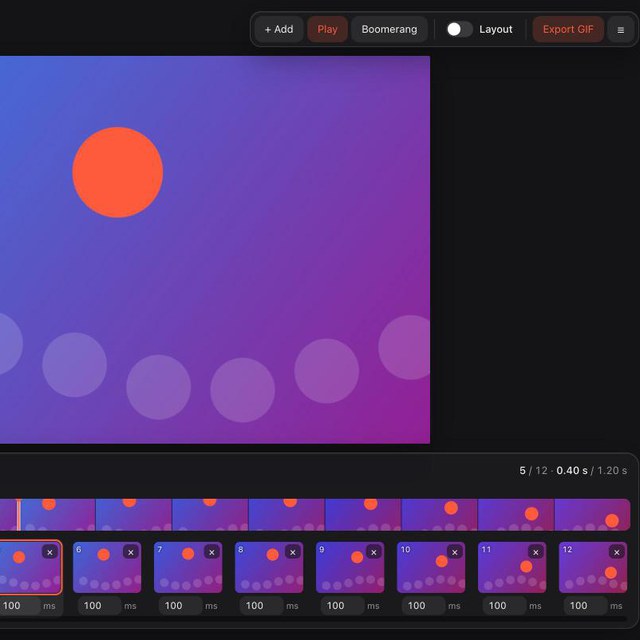 + Add Play Boomerang Layout Export GIF ≡
5 / 12 · 0.40 s / 1.20 s
6 × 7 × 8 × 9 × 10 × 11 × 12 ×
100 ms 100 ms 100 ms 100 ms 100 ms 100 ms 100 ms 100 ms